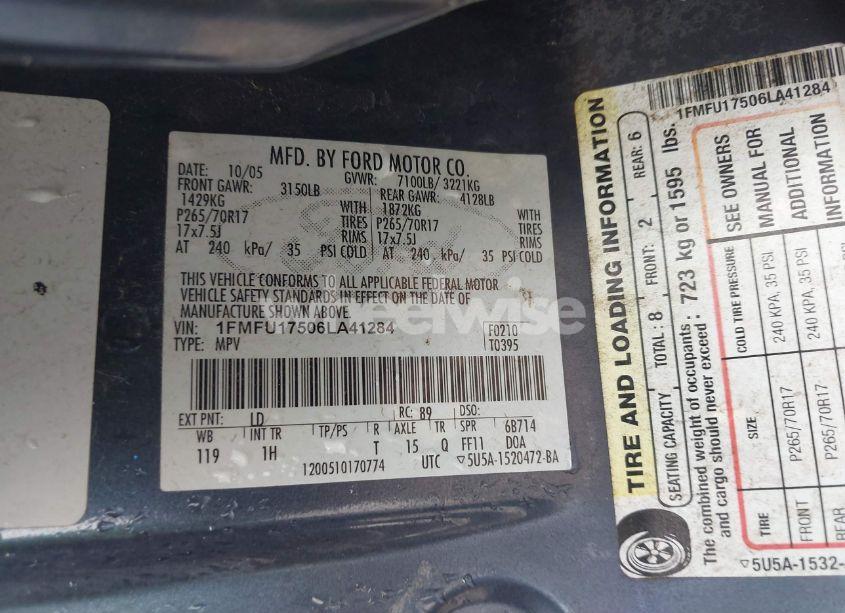 MFD. BY FORD MOTOR CO.
DATE: 10/05 GVWR: 7100LB/ 3221KG
FRONT GAWR: 3150LB REAR GAWR: 4128LB
1429KG WITH 1872KG WITH
P265/70R17 TIRES P265/70R17 TIRES
17x7.5J RIMS 17x7.5J RIMS
AT 240 kPa/ 35 PSI COLD AT 240 kPa/ 35 PSI COLD
THIS VEHICLE CONFORMS TO ALL APPLICABLE FEDERAL MOTOR
VEHICLE SAFETY STANDARDS IN EFFECT ON THE DATE OF
MANUFACTURE SHOWN ABOVE.
VIN: 1FMFU17506LA41284 F0210
TYPE: MPV T0395
EXT PNT: LD RC: 89 DSO:
WB INT TR TP/PS R AXLE TR SPR 6B714
119 1H T 15 Q FF11 DOA
1200510170774 UTC ▽5U5A-1520472-BA
1FMFU17506LA41284
TIRE AND LOADING INFORMATION
SEATING CAPACITY TOTAL: 8 FRONT: 2 REAR: 6
The combined weight of occupants : 723 kg or 1595 lbs.
and cargo should never exceed
TIRE SIZE COLD TIRE PRESSURE SEE OWNERS
FRONT P265/70R17 240 KPA, 35 PSI MANUAL FOR
REAR P265/70R17 240 KPA, 35 PSI ADDITIONAL
INFORMATION
▽5U5A-1532-